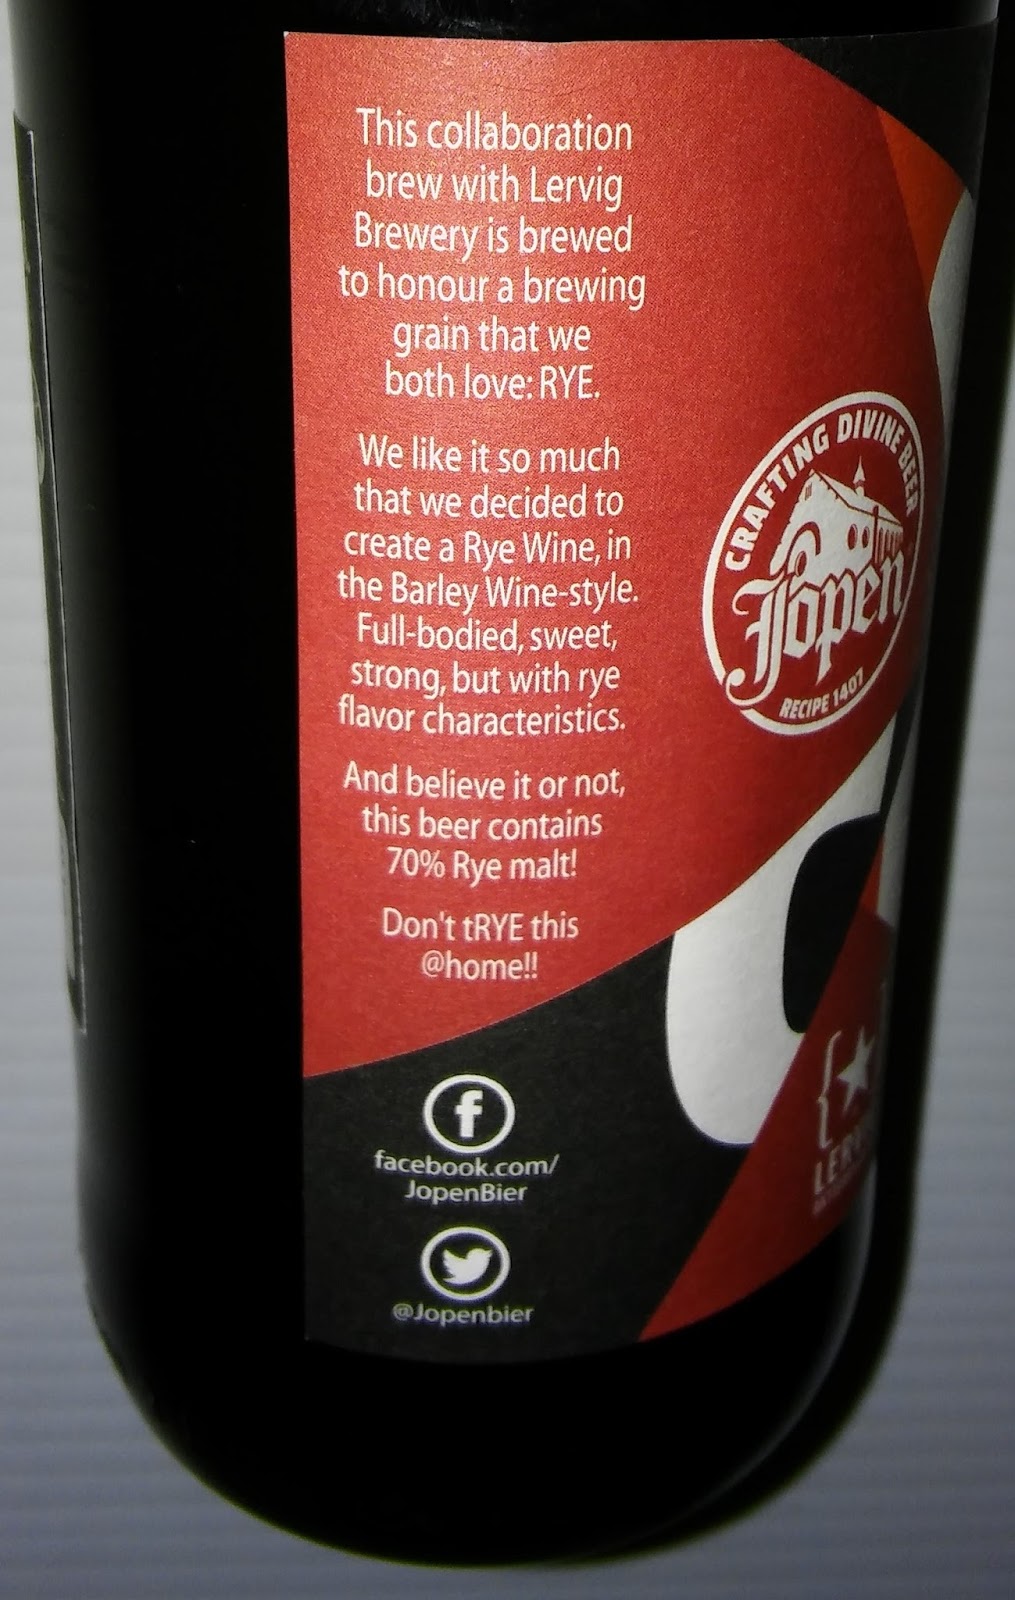 This collaboration
brew with Lervig
Brewery is brewed
to honour a brewing
grain that we
both love: RYE.
We like it so much
that we decided to
create a Rye Wine, in
the Barley Wine-style.
Full-bodied, sweet,
strong, but with rye
flavor characteristics.
And believe it or not,
this beer contains
70% Rye malt!
Don't tRYE this
@home!!
facebook.com/
JopenBier
@Jopenbier
CRAFTING DIVINE BEER
Jopen
RECIPE 1407